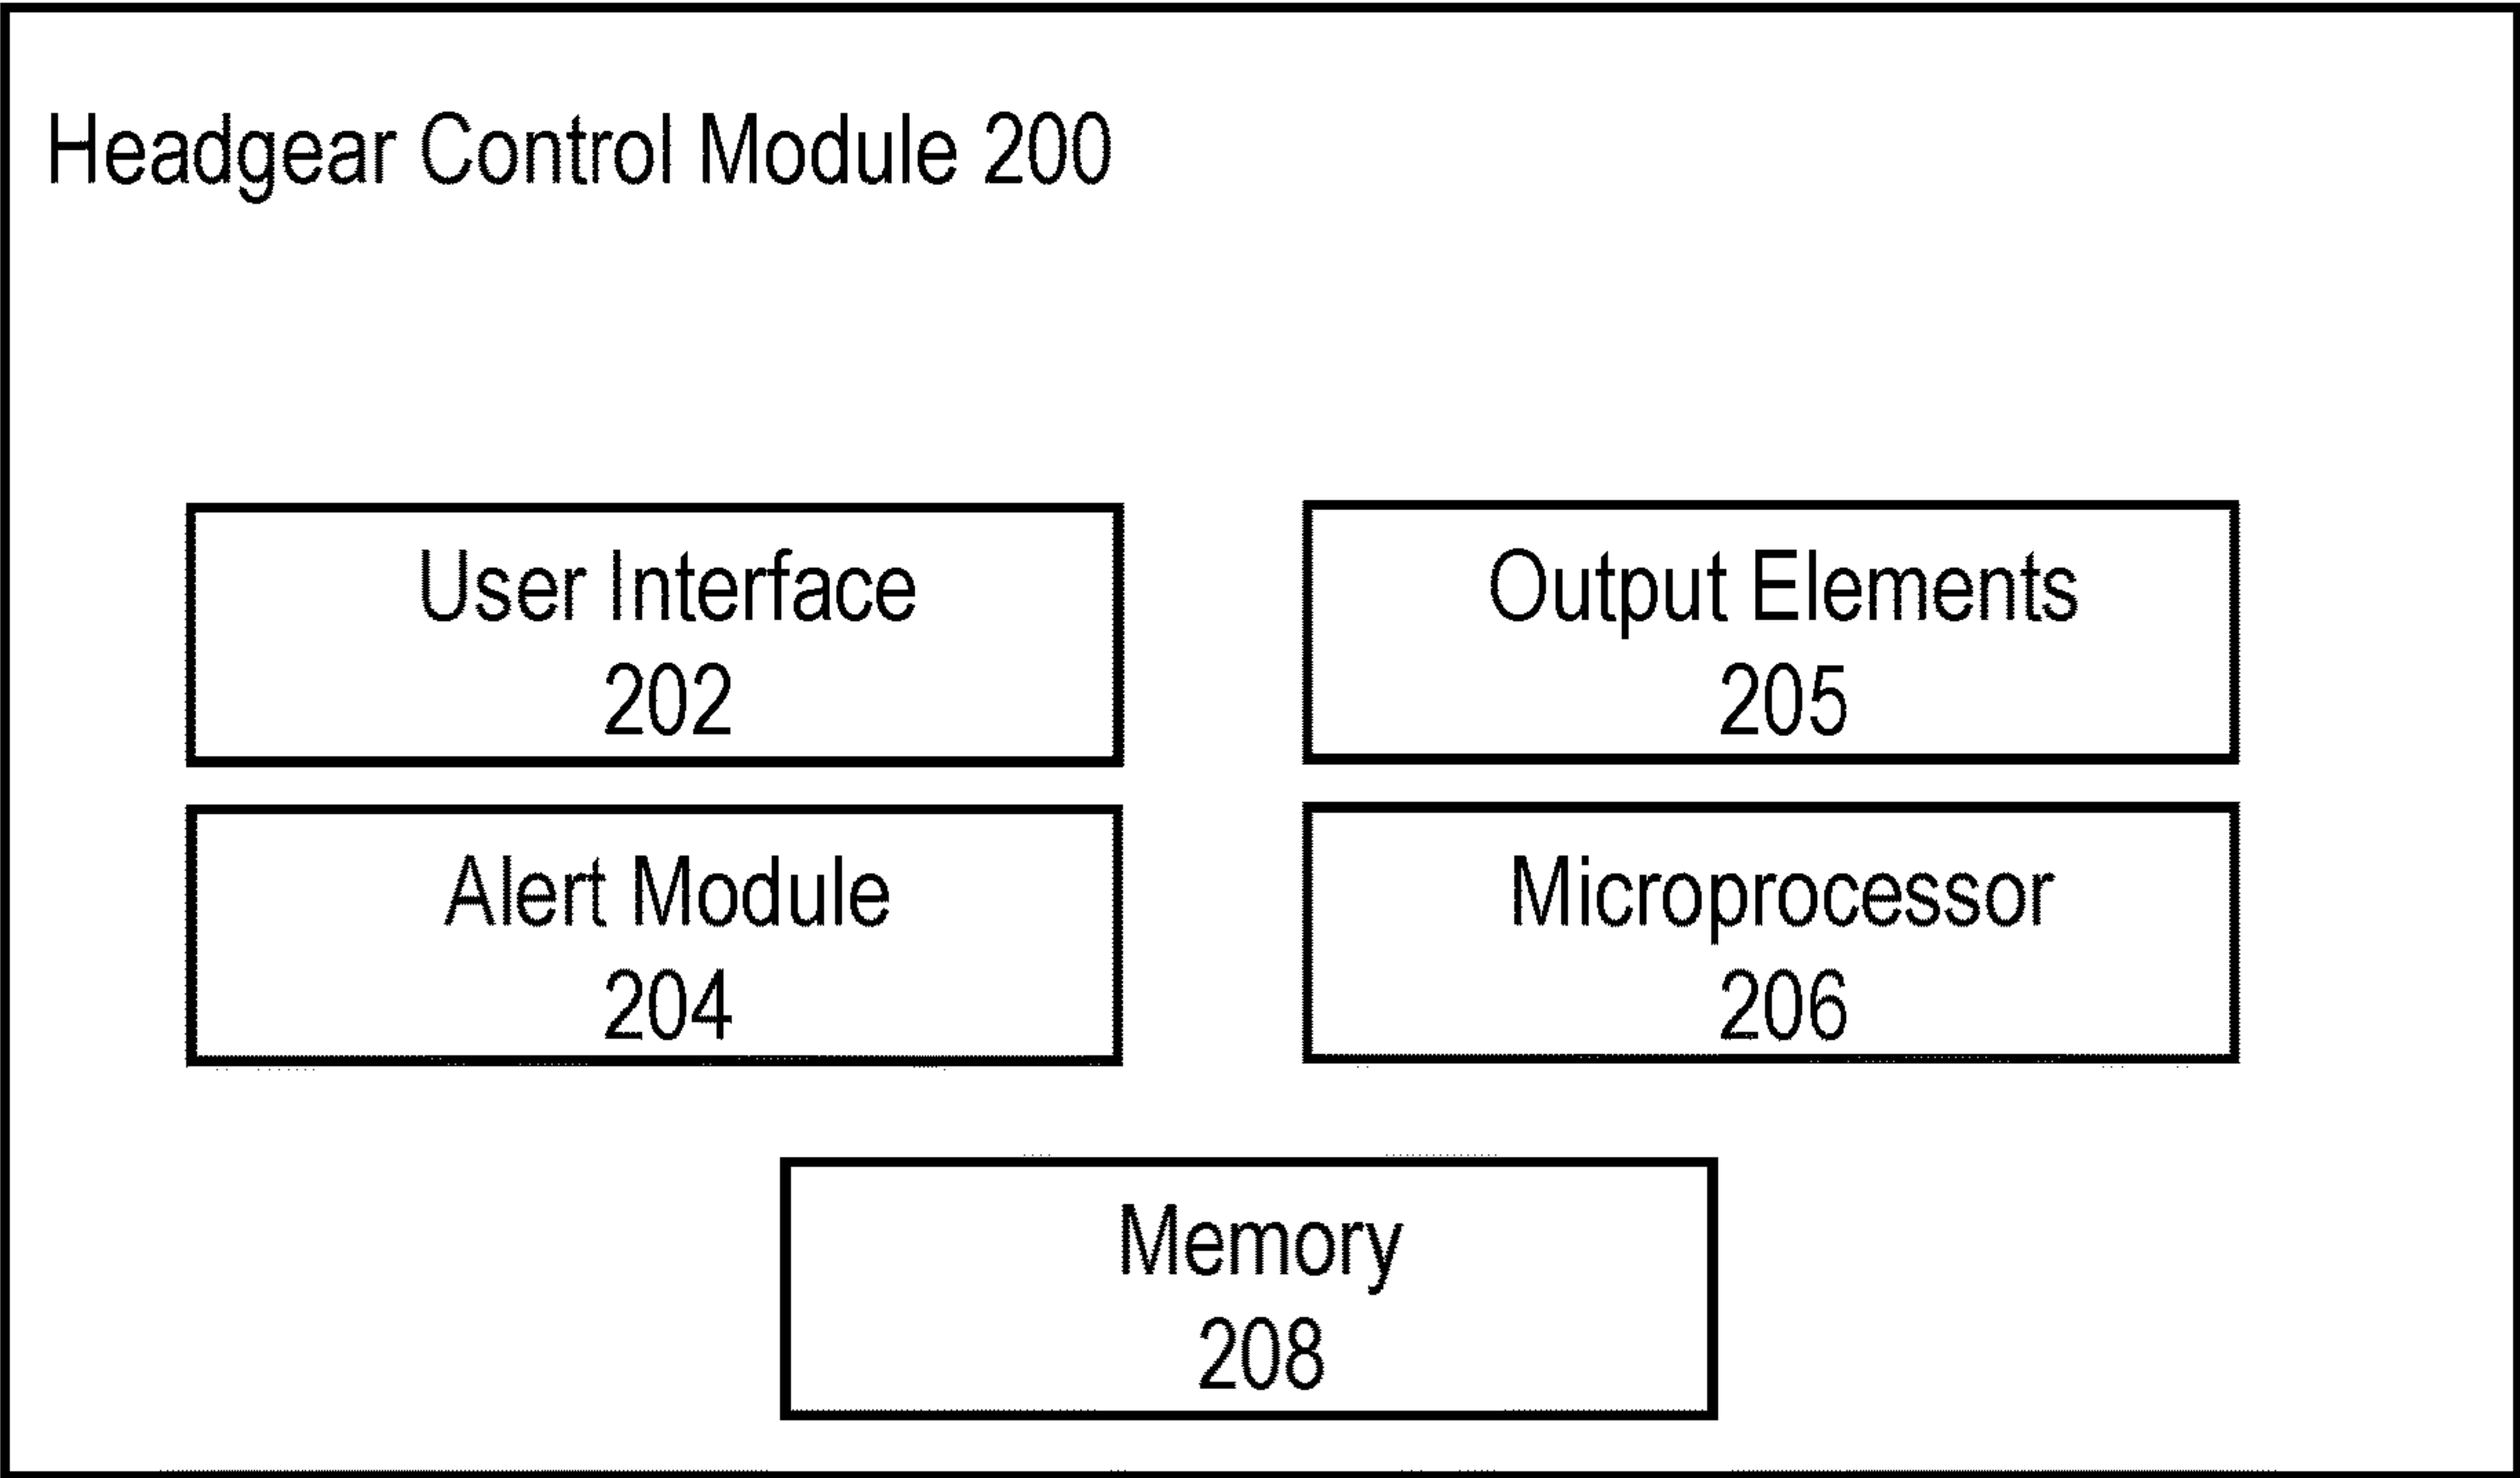 Headgear Control Module 200
User Interface
202
Output Elements
205
Alert Module
204
Microprocessor
206
Memory
208